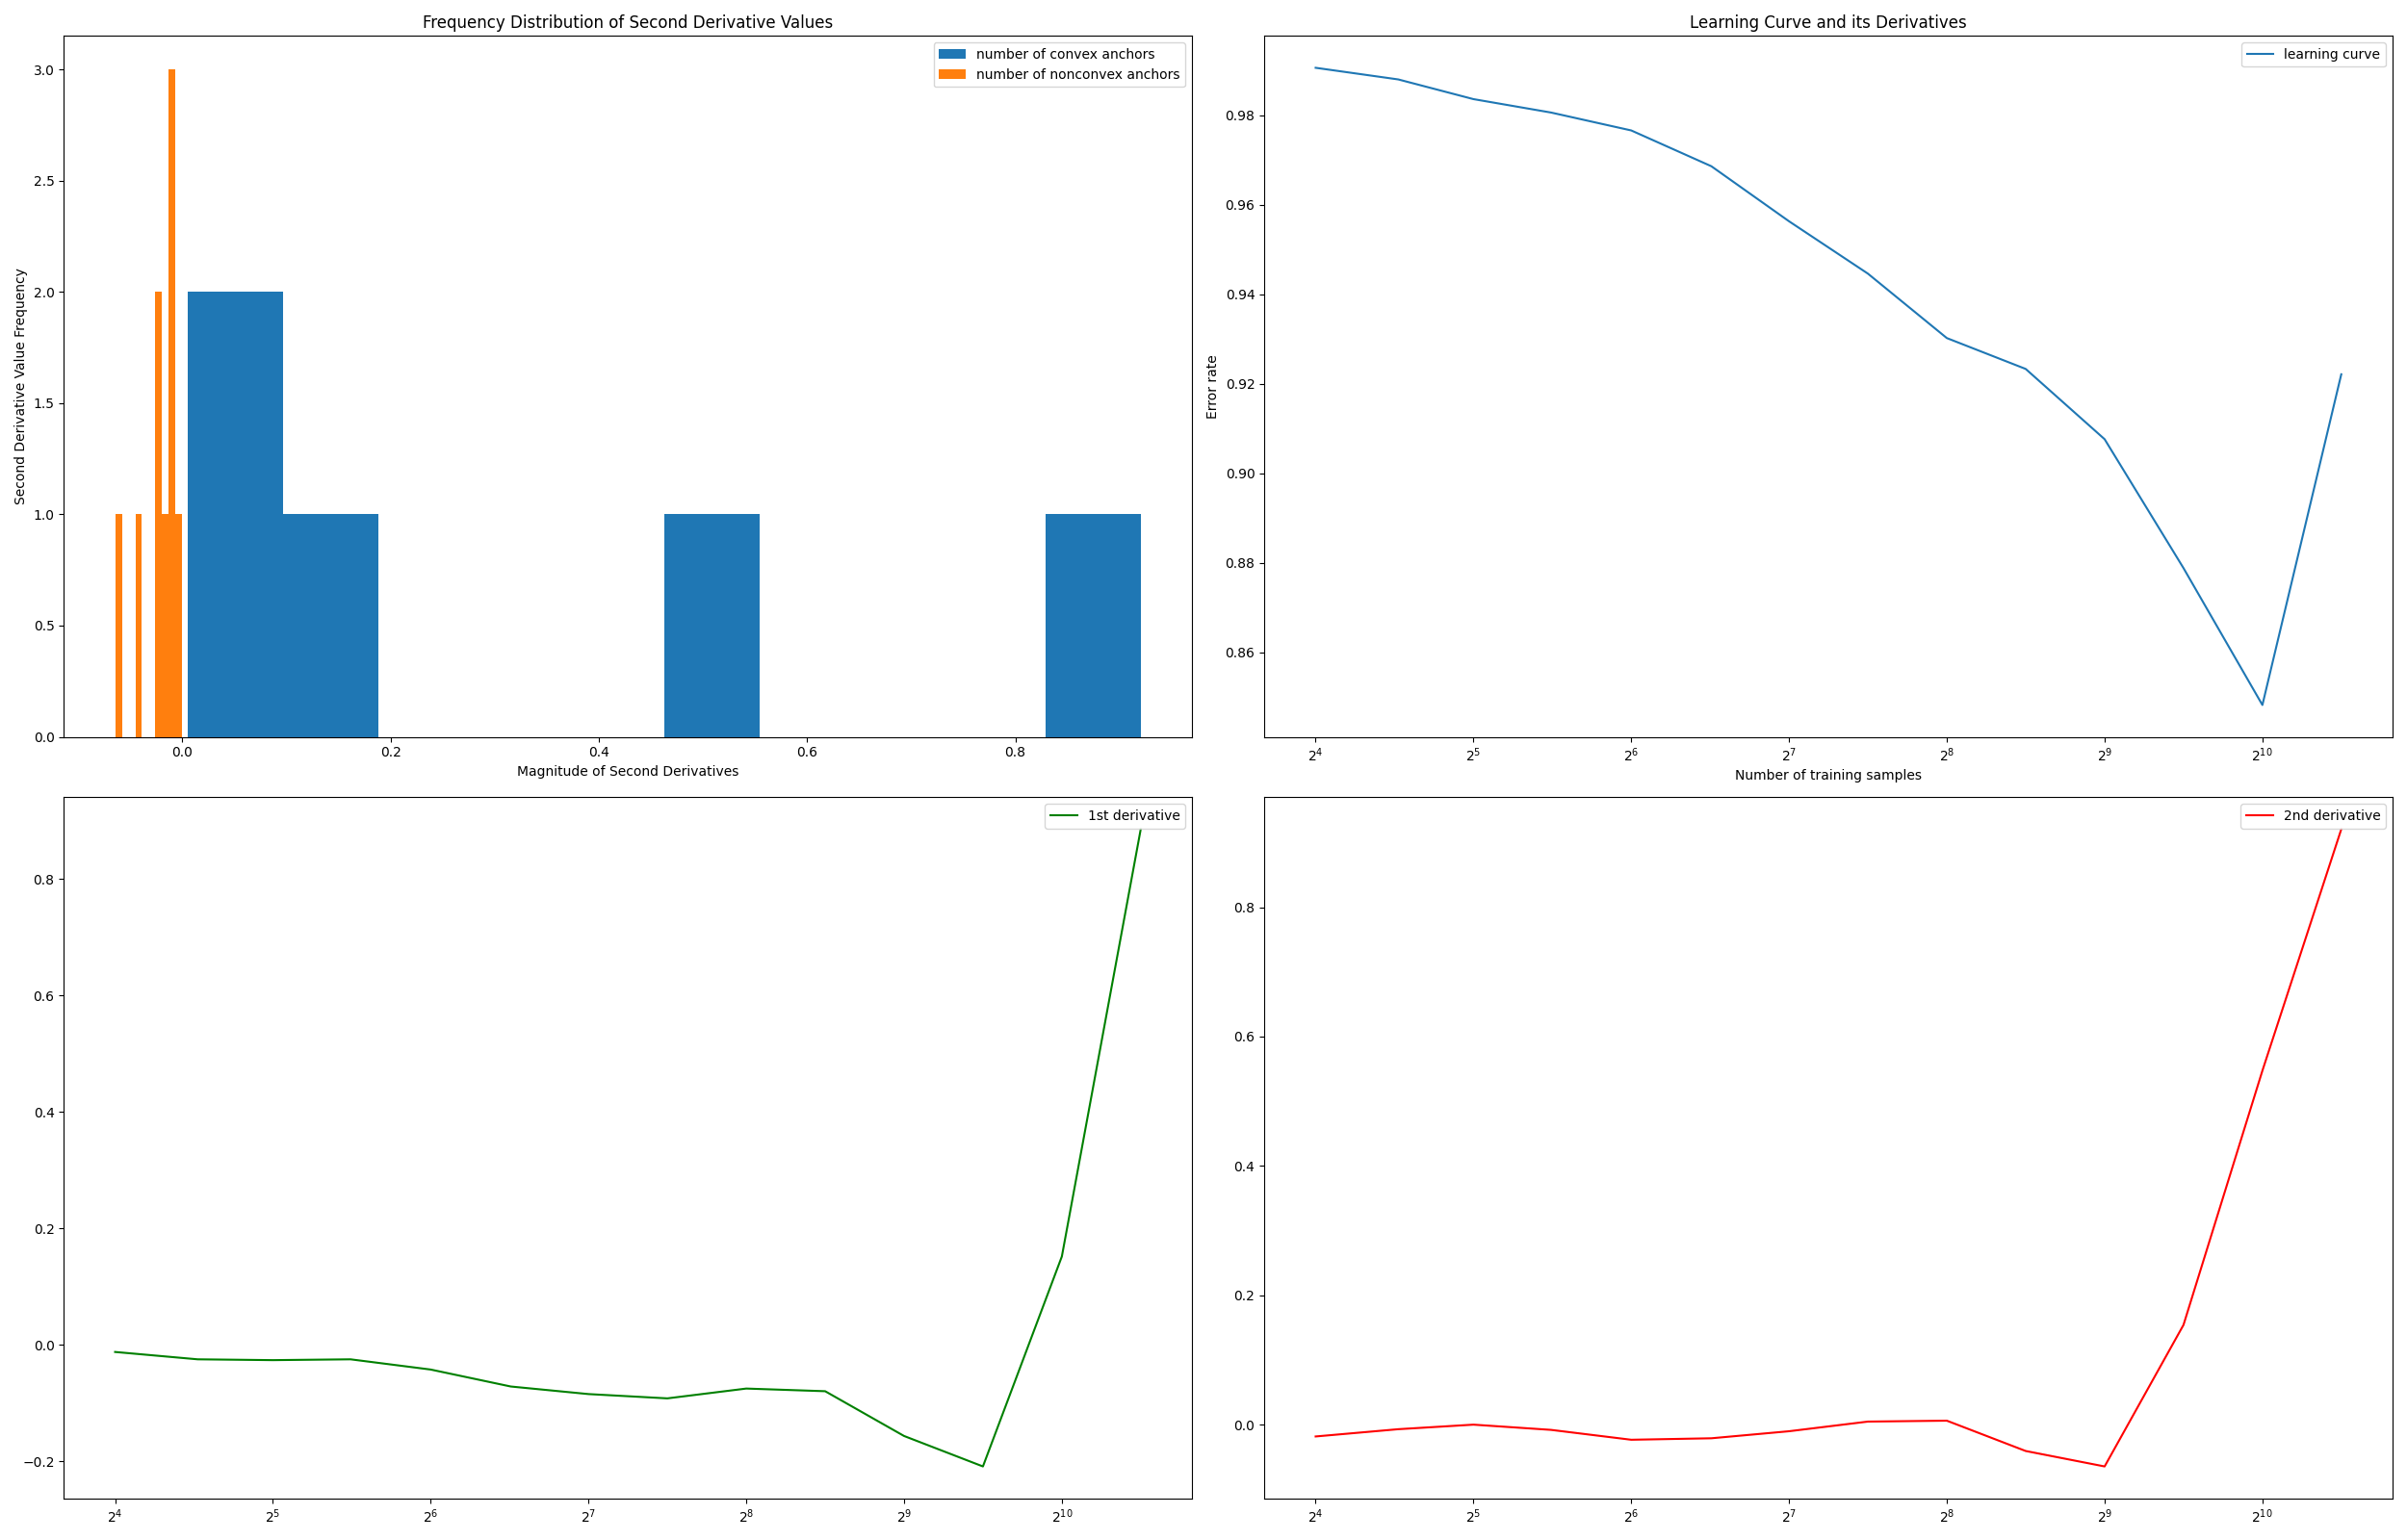 Frequency Distribution of Second Derivative Values
number of convex anchors
number of nonconvex anchors
Second Derivative Value Frequency
3.0
2.5
2.0
1.5
1.0
0.5
0.0
0.0 0.2 0.4 0.6 0.8
Magnitude of Second Derivatives
Learning Curve and its Derivatives
learning curve
Error rate
0.98
0.96
0.94
0.92
0.90
0.88
0.86
2⁴ 2⁵ 2⁶ 2⁷ 2⁸ 2⁹ 2¹⁰
Number of training samples
1st derivative
0.8
0.6
0.4
0.2
0.0
−0.2
2⁴ 2⁵ 2⁶ 2⁷ 2⁸ 2⁹ 2¹⁰
2nd derivative
0.8
0.6
0.4
0.2
0.0
2⁴ 2⁵ 2⁶ 2⁷ 2⁸ 2⁹ 2¹⁰